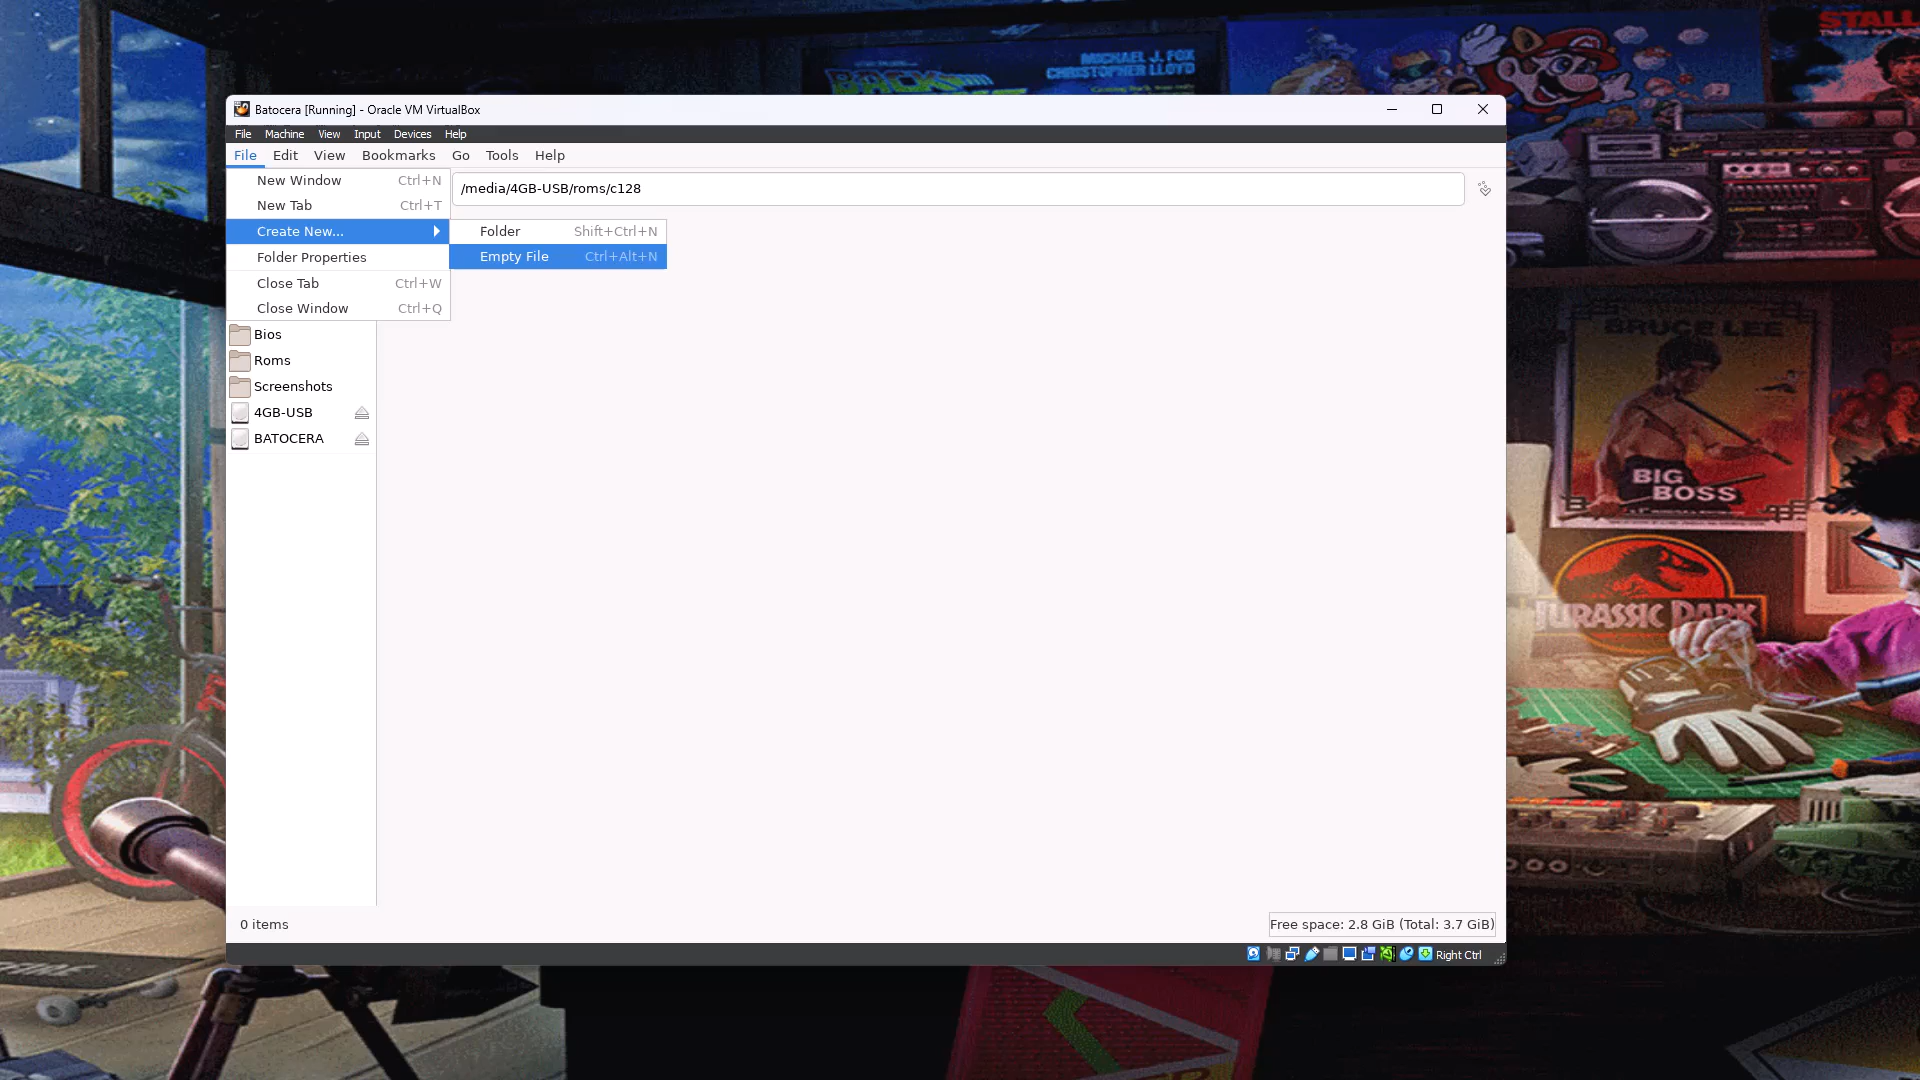 MICHAEL J. FOX
CHRISTOPHER LLOYD
BACK
STALL
Batocera [Running] - Oracle VM VirtualBox
File Machine View Input Devices Help
File Edit View Bookmarks Go Tools Help
New Window Ctrl+N
/media/4GB-USB/roms/c128
New Tab Ctrl+T
Create New...
Folder Shift+Ctrl+N
Folder Properties
Empty File Ctrl+Alt+N
Close Tab Ctrl+W
Close Window Ctrl+Q
Bios
Roms
Screenshots
4GB-USB
BATOCERA
BRUCE LEE
BIG
BOSS
JURASSIC PARK
0 items
Free space: 2.8 GiB (Total: 3.7 GiB)
Right Ctrl